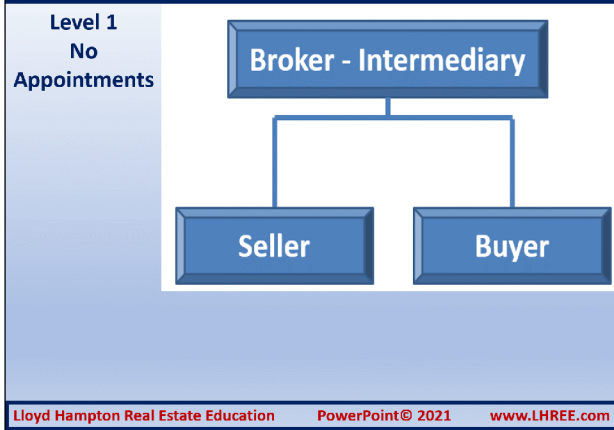 Level 1
No
Appointments
Broker - Intermediary
Seller
Buyer
Lloyd Hampton Real Estate Education PowerPoint© 2021 www.LHREE.com